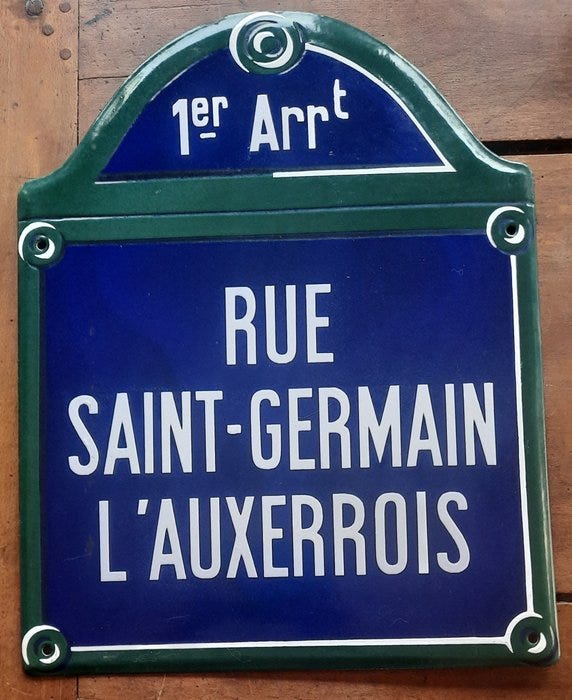 1er Arrt
RUE
SAINT-GERMAIN
L'AUXERROIS